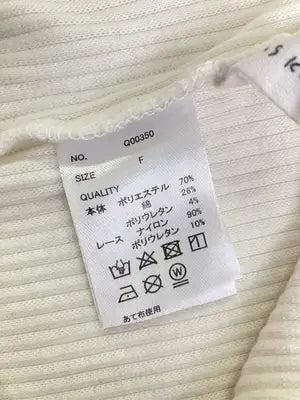 NO. Q00350
SIZE F
QUALITY
本体 ポリエステル 70%
綿 26%
ポリウレタン 4%
レース ナイロン 90%
ポリウレタン 10%
あて布使用